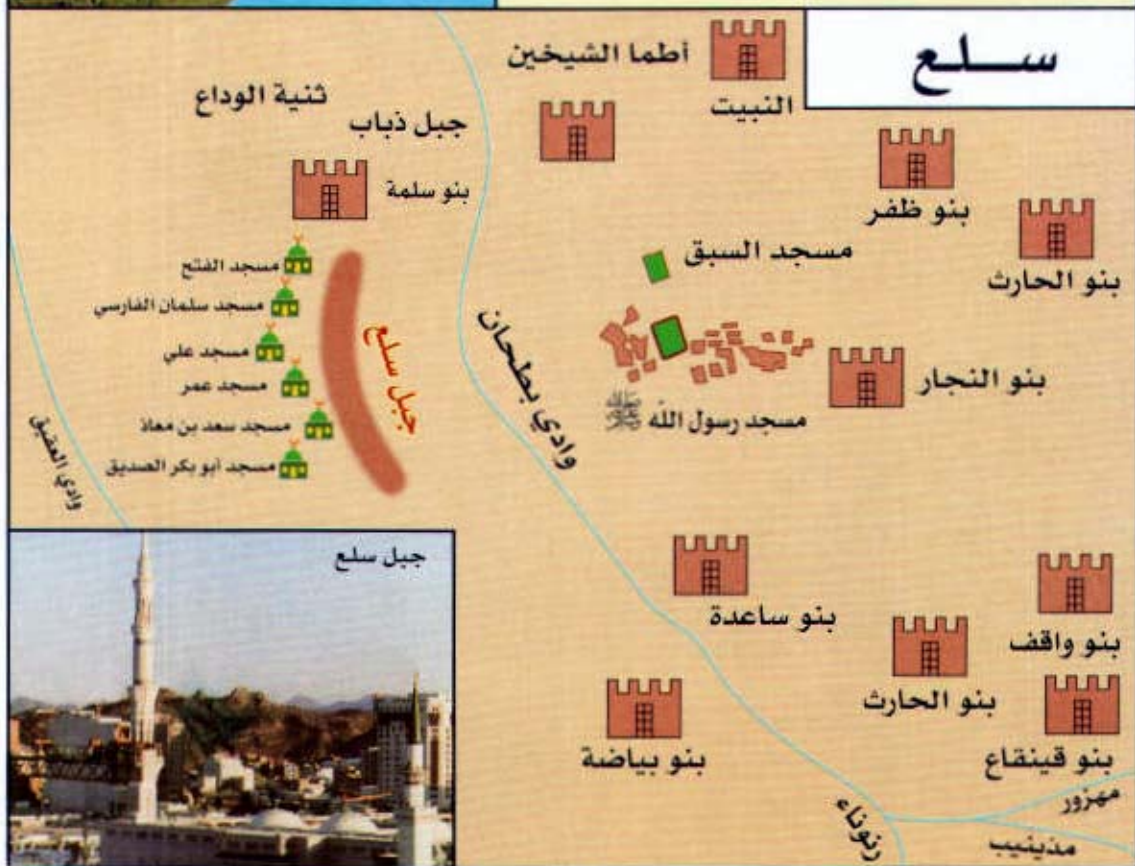 سلع
أطما الشيخين
النبيت
ثنية الوداع
جبل ذباب
بنو سلمة
بنو ظفر
بنو الحارث
مسجد السبق
مسجد الفتح
مسجد سلمان الفارسي
مسجد علي
مسجد عمر
مسجد سعد بن معاذ
مسجد أبو بكر الصديق
جبل سلع
وادي بطحان
وادي العقيق
بنو النجار
مسجد رسول الله ﷺ
جبل سلع
بنو ساعدة
بنو واقف
بنو الحارث
بنو بياضة
بنو قينقاع
مهزور
رنوناء
مذينيب